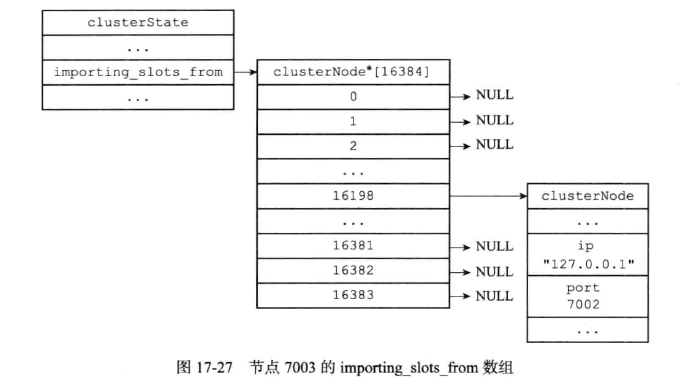 clusterState
...
importing_slots_from
...
clusterNode*[16384]
0
NULL
1
NULL
2
NULL
...
16198
...
16381
NULL
16382
NULL
16383
NULL
clusterNode
...
ip
"127.0.0.1"
port
7002
...
图 17-27 节点 7003 的 importing_slots_from 数组